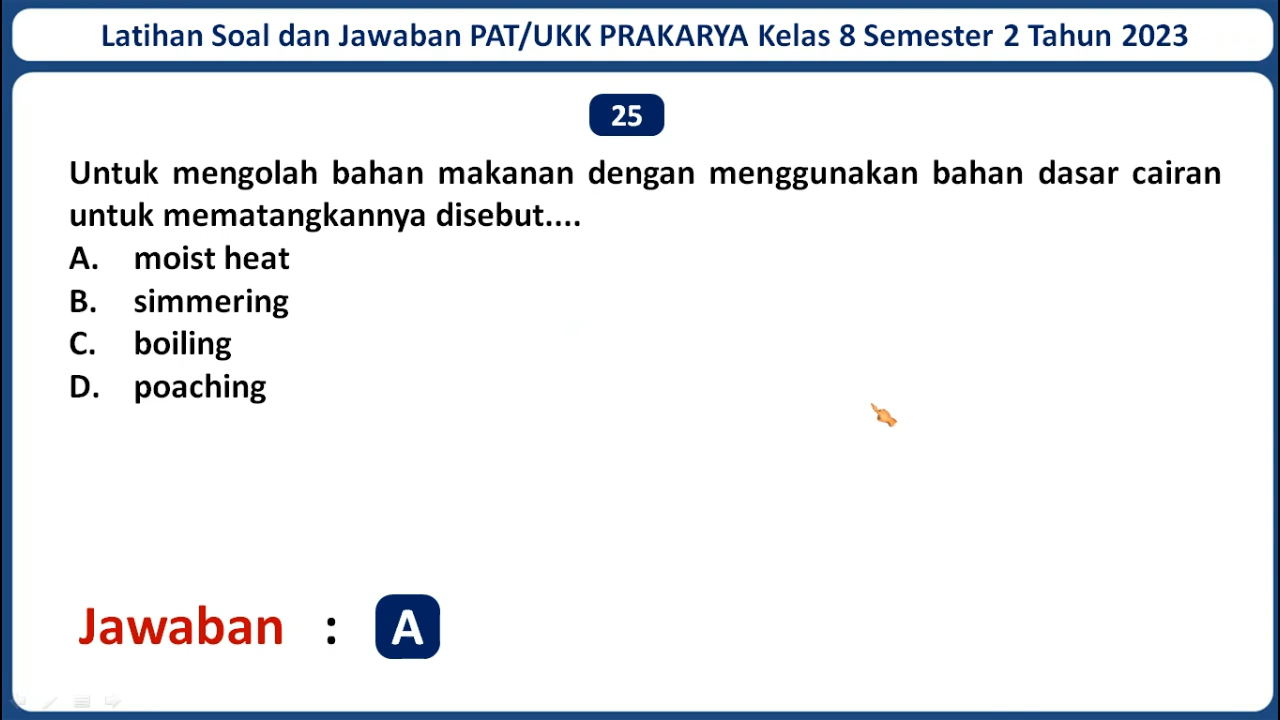 Latihan Soal dan Jawaban PAT/UKK PRAKARYA Kelas 8 Semester 2 Tahun 2023
25
Untuk mengolah bahan makanan dengan menggunakan bahan dasar cairan
untuk mematangkannya disebut....
A. moist heat
B. simmering
C. boiling
D. poaching
Jawaban : A